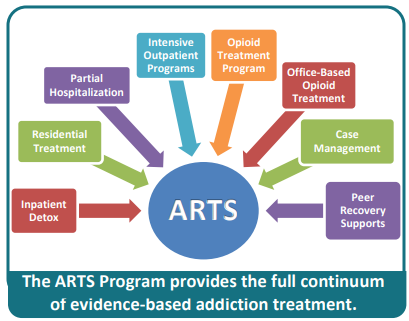 Intensive
Outpatient
Programs
Opioid
Treatment
Program
Partial
Hospitalization
Office-Based
Opioid
Treatment
Residential
Treatment
Case
Management
Inpatient
Detox
ARTS
Peer
Recovery
Supports
The ARTS Program provides the full continuum
of evidence-based addiction treatment.